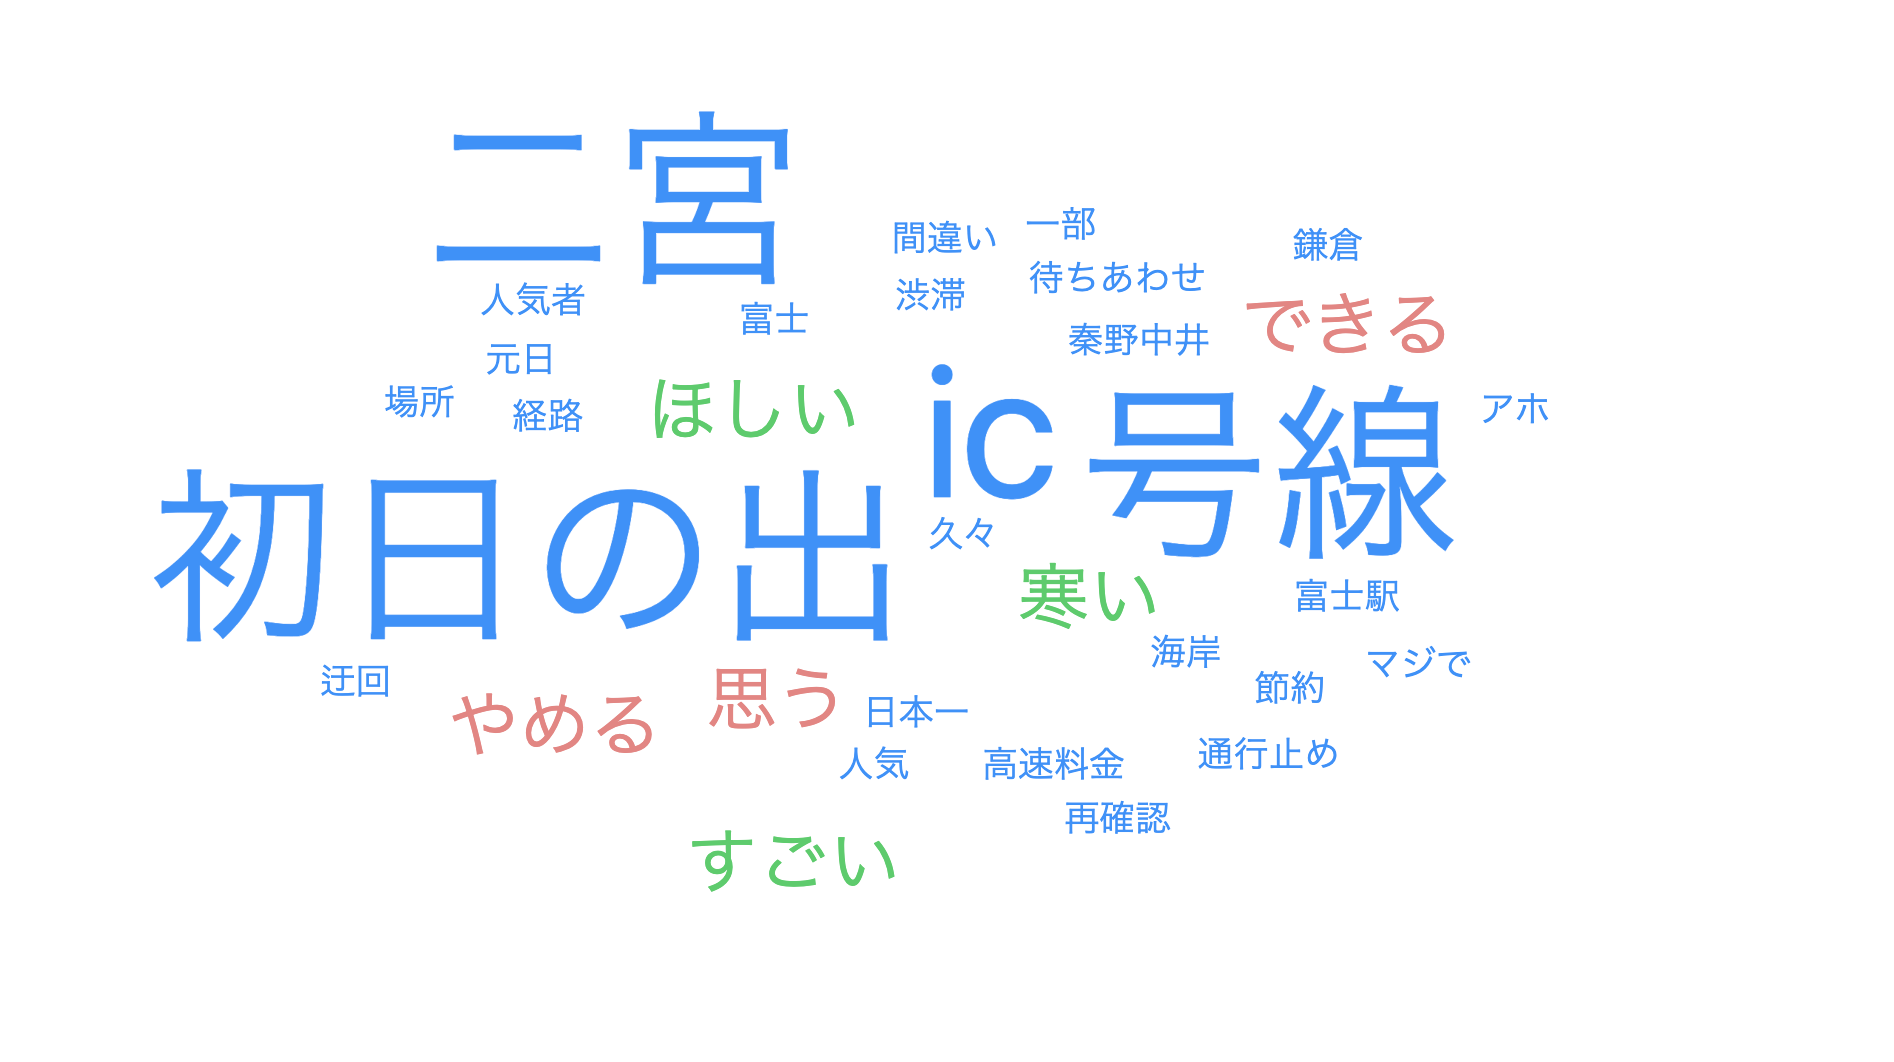 二宮
間違い
一部
鎌倉
人気者
富士
渋滞
待ちあわせ
できる
元日
秦野中井
場所
経路
ほしい
ic
号線
アホ
初日の出
久々
寒い
富士駅
迂回
海岸
マジで
やめる
思う
日本一
節約
人気
高速料金
通行止め
再確認
すごい